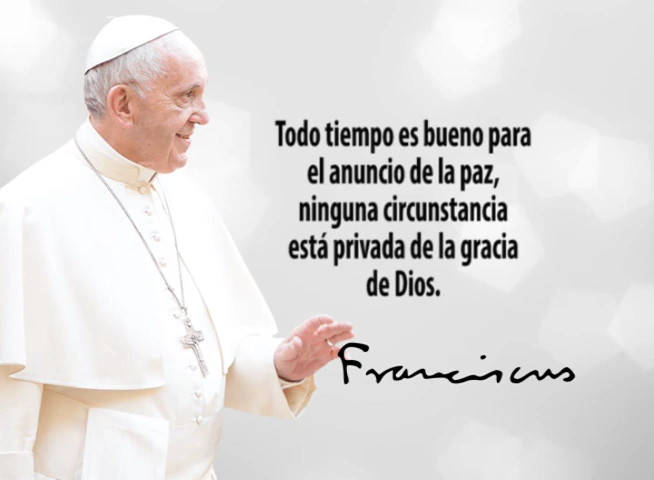 Todo tiempo es bueno para
el anuncio de la paz,
ninguna circunstancia
está privada de la gracia
de Dios.
Franciscus